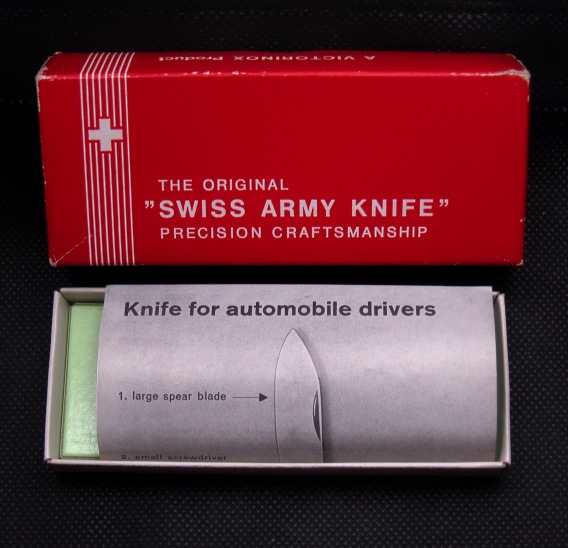 A VICTORINOX Product
THE ORIGINAL
"SWISS ARMY KNIFE"
PRECISION CRAFTSMANSHIP
Knife for automobile drivers
1. large spear blade
2. small screwdriver